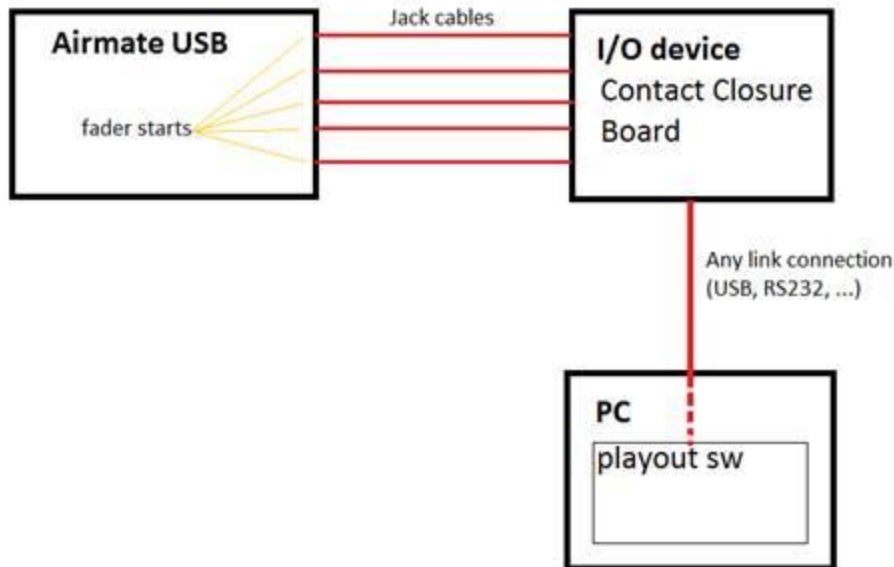 Jack cables
Airmate USB
fader starts
I/O device
Contact Closure
Board
Any link connection
(USB, RS232, ...)
PC
playout sw